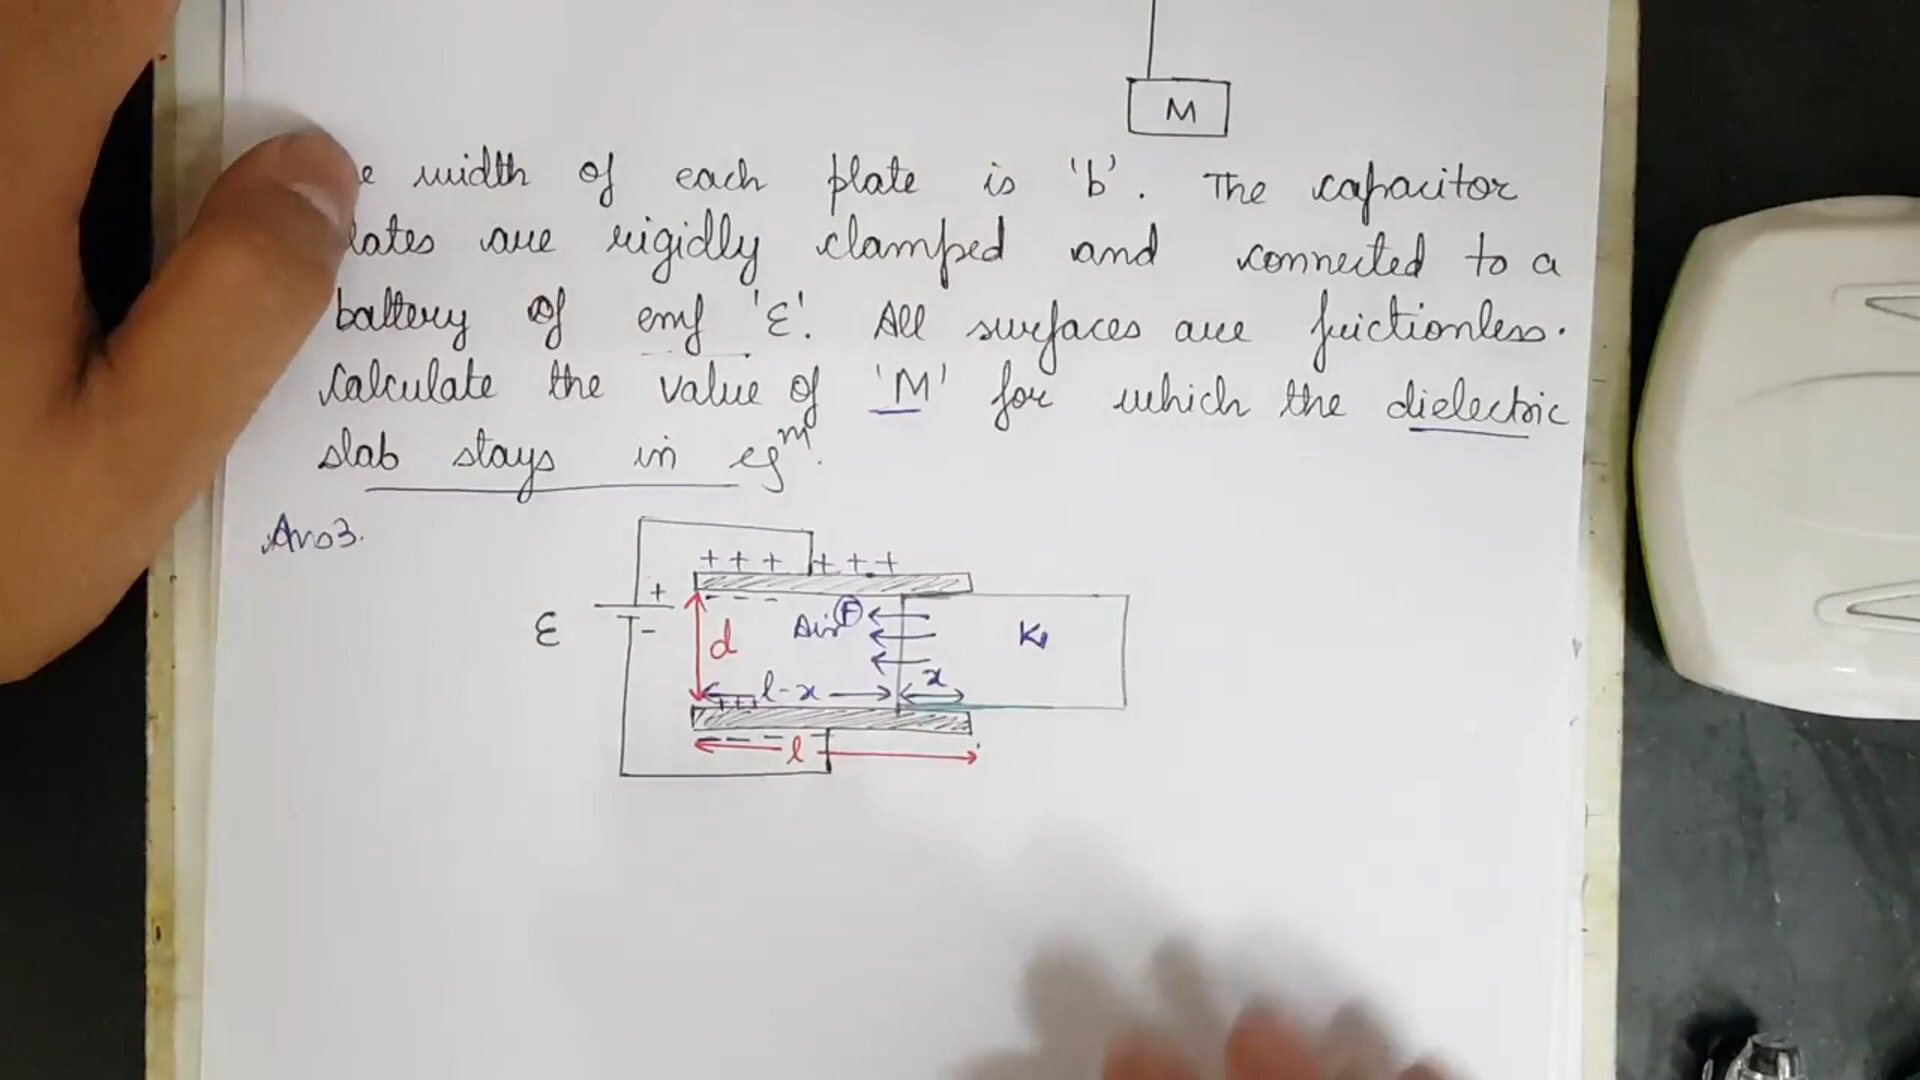 M
width of each plate is 'b'. The capacitor
are rigidly clamped and connected to a
battery of emf 'ε'. All surfaces are frictionless.
Calculate the value of 'M' for which the dielectric
slab stays in eqᵐ.
Ans3.
+ + + + + +
+
- - -
Air F
ε
-
d
K₁
l-x
x
+++
- - - -
l